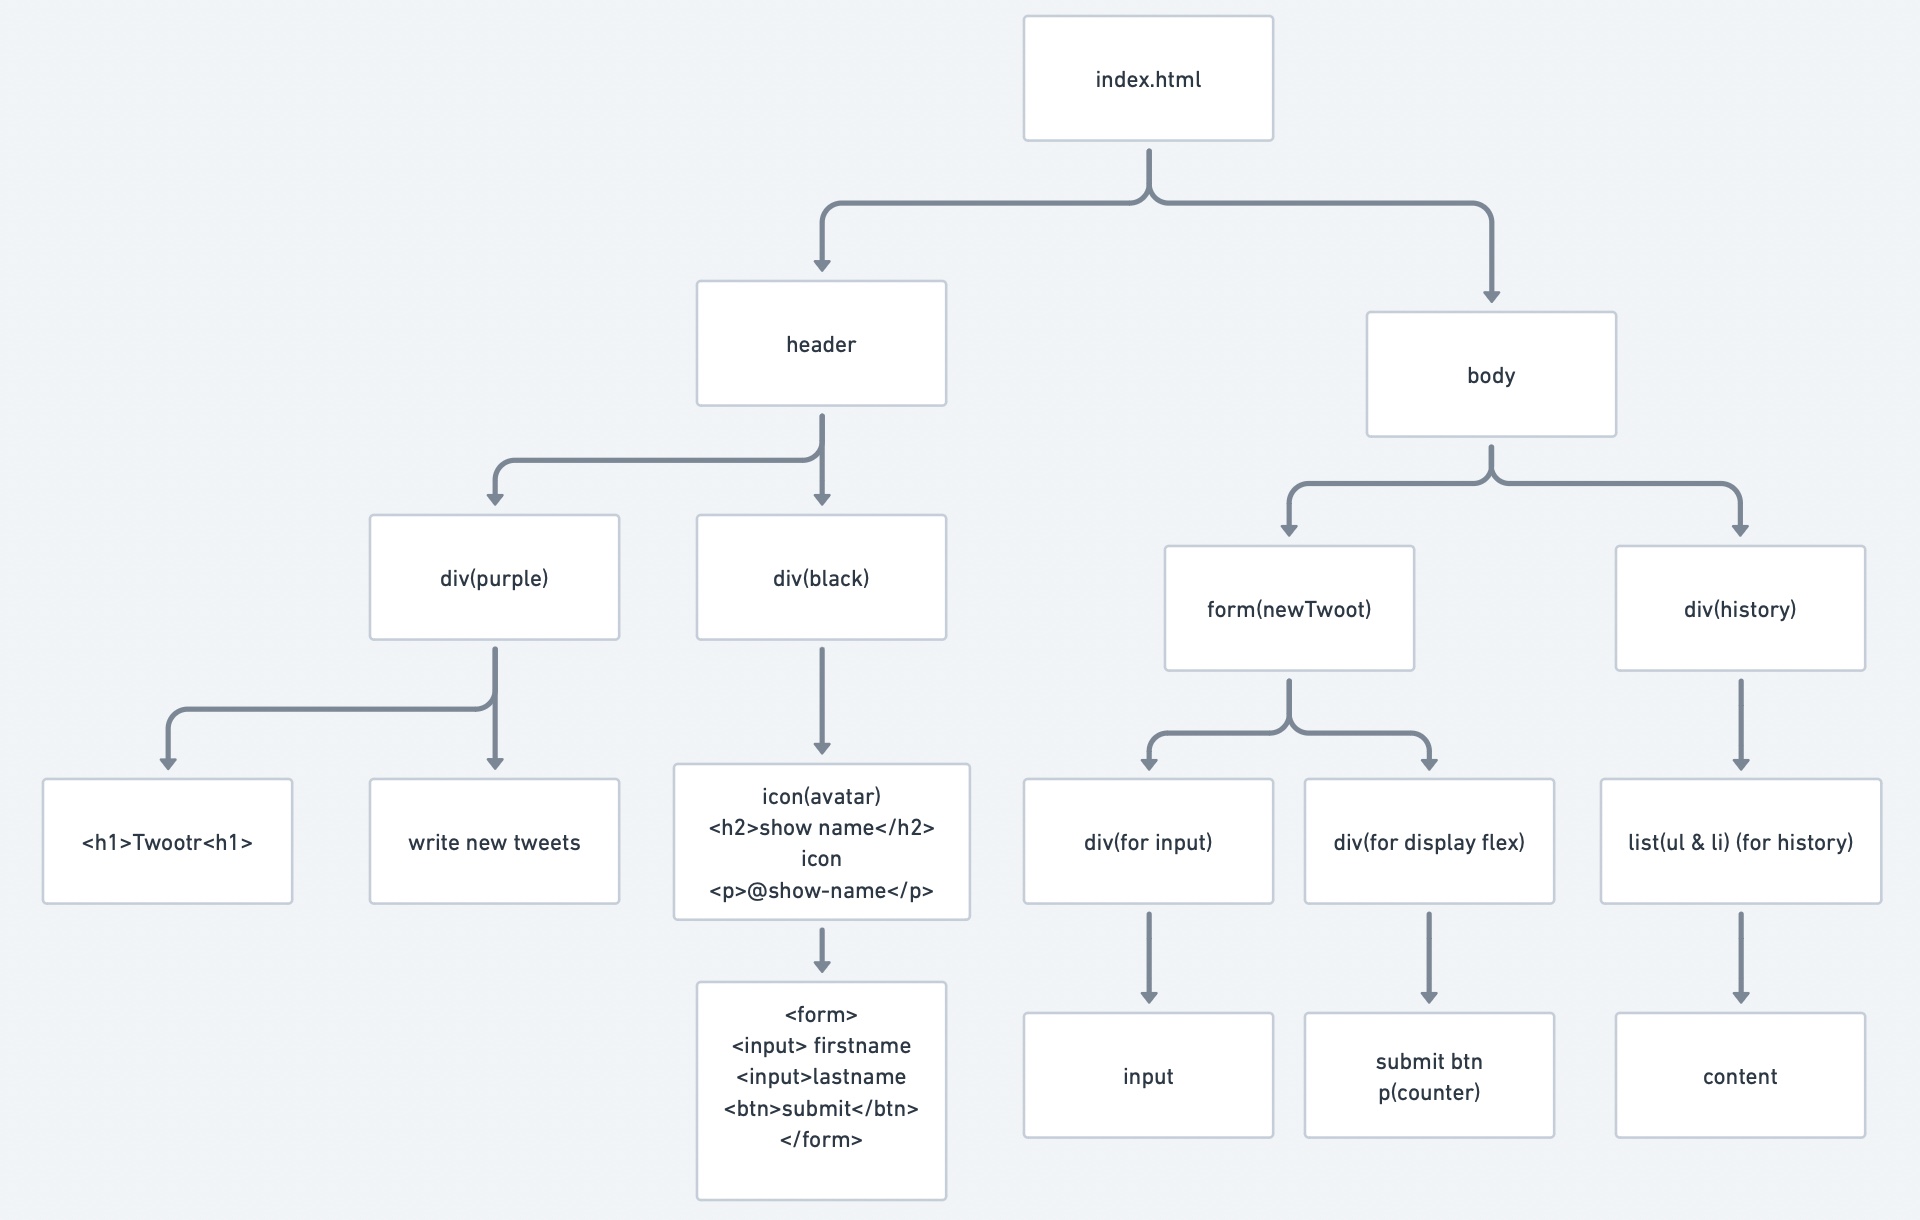 index.html
header
body
div(purple)
div(black)
form(newTwoot)
div(history)
<h1>Twootr<h1>
write new tweets
icon(avatar)
<h2>show name</h2>
icon
<p>@show-name</p>
div(for input)
div(for display flex)
list(ul & li) (for history)
<form>
<input> firstname
<input>lastname
<btn>submit</btn>
</form>
input
submit btn
p(counter)
content